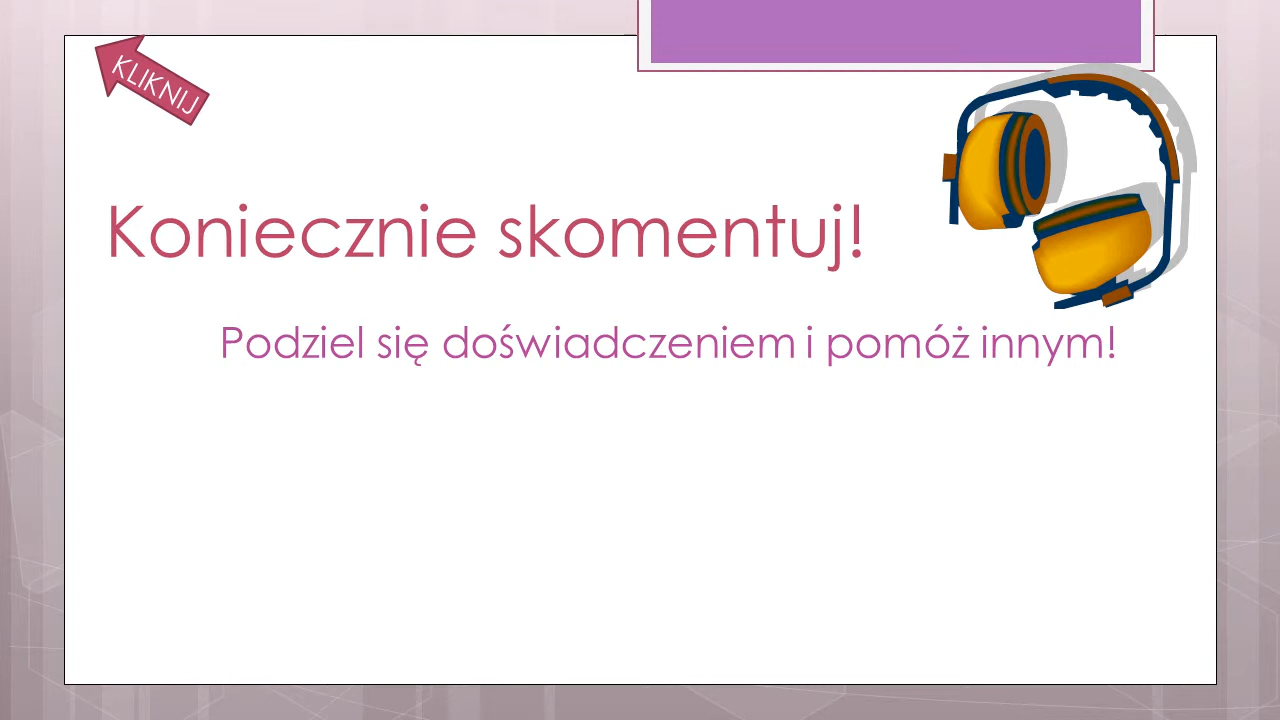 KLIKNIJ
Koniecznie skomentuj!
Podziel się doświadczeniem i pomóż innym!